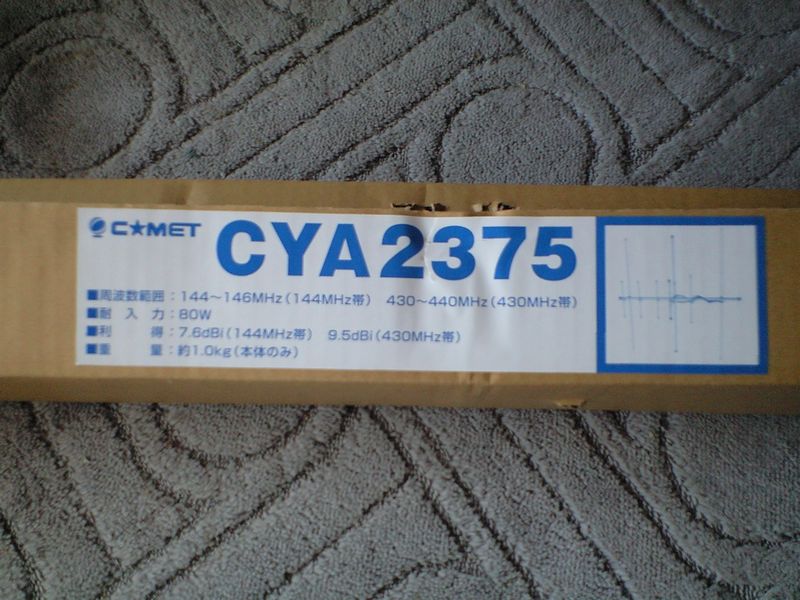 C★MET CYA2375
■周波数範囲：144〜146MHz（144MHz帯） 430〜440MHz（430MHz帯）
■耐入力：80W
■利得：7.6dBi（144MHz帯） 9.5dBi（430MHz帯）
■重量：約1.0kg（本体のみ）